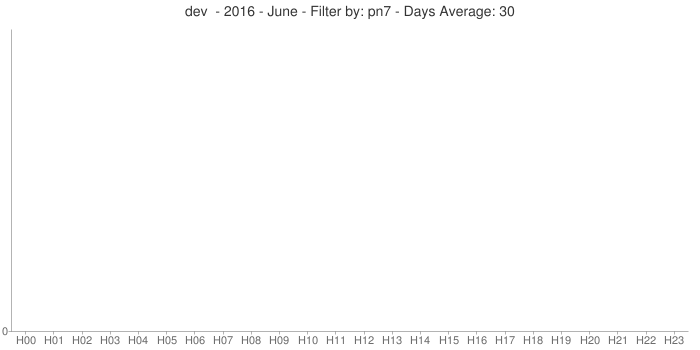 dev  - 2016 - June - Filter by: pn7 - Days Average: 30
0
H00 H01 H02 H03 H04 H05 H06 H07 H08 H09 H10 H11 H12 H13 H14 H15 H16 H17 H18 H19 H20 H21 H22 H23